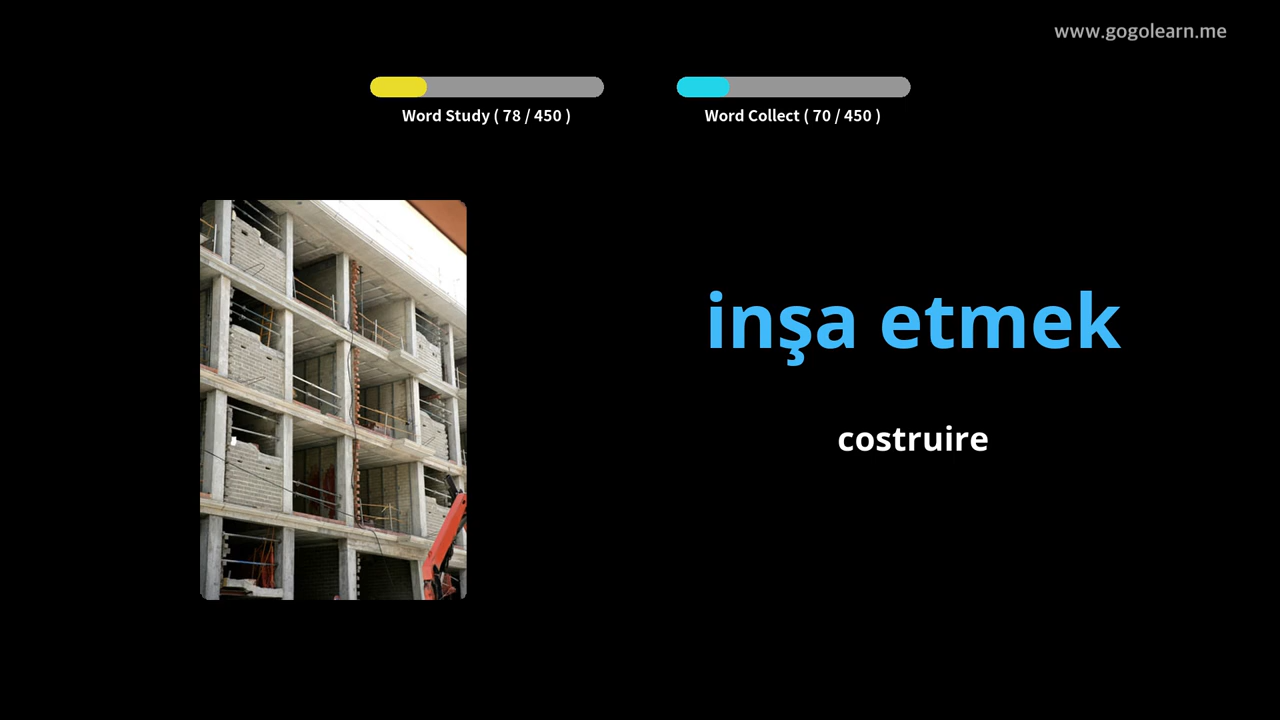 www.gogolearn.me
Word Study ( 78 / 450 )
Word Collect ( 70 / 450 )
inşa etmek
costruire